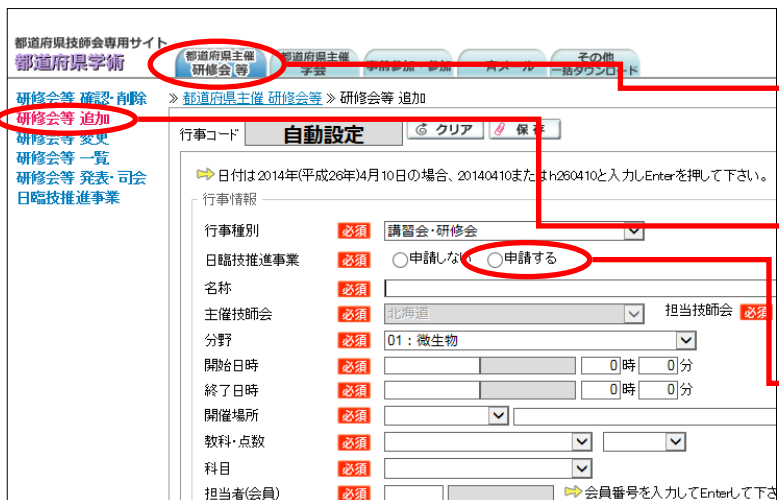 都道府県技師会専用サイト
都道府県学術
都道府県主催 研修会 等
都道府県主催 学会
事前参加・参加
斉メール
その他 一括ダウンロード
研修会等 確認・削除
研修会等 追加
研修会等 変更
研修会等 一覧
研修会等 発表・司会
日臨技推進事業
» 都道府県主催 研修会等 » 研修会等 追加
行事コード 自動設定 クリア 保存
日付は2014年(平成26年)4月10日の場合、20140410またはh260410と入力しEnterを押して下さい。
行事情報
行事種別 必須 講習会・研修会
日臨技推進事業 必須 申請しない 申請する
名称 必須
主催技師会 必須 北海道 担当技師会 必須
分野 必須 01：微生物
開始日時 必須 0時 0分
終了日時 必須 0時 0分
開催場所 必須
教科・点数 必須
科目 必須
担当者(会員) 必須 会員番号を入力してEnterして下さ